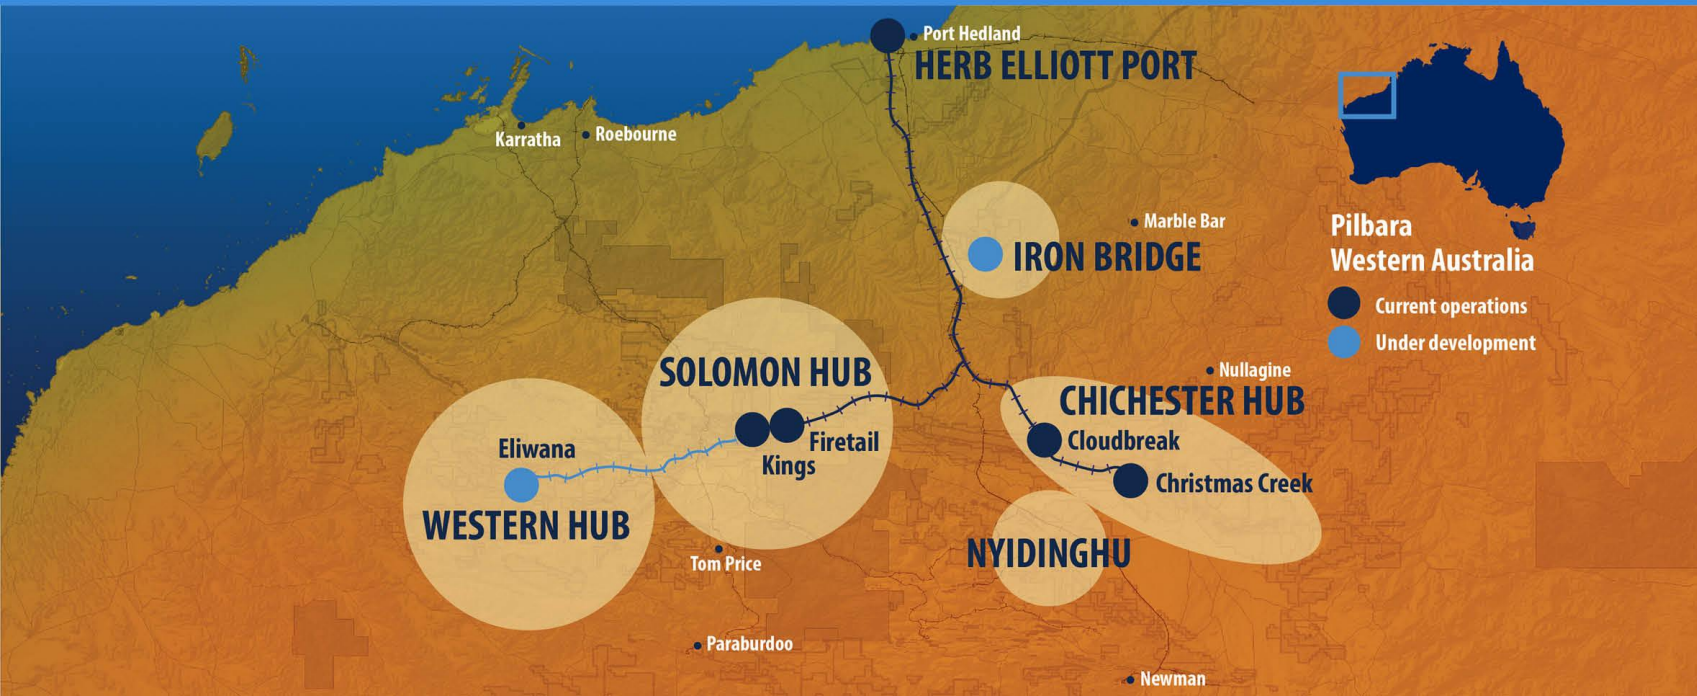 Port Hedland
HERB ELLIOTT PORT
Karratha
Roebourne
Marble Bar
IRON BRIDGE
Pilbara
Western Australia
Current operations
Under development
SOLOMON HUB
Nullagine
CHICHESTER HUB
Eliwana
Firetail
Kings
Cloudbreak
Christmas Creek
WESTERN HUB
NYIDINGHU
Tom Price
Paraburdoo
Newman